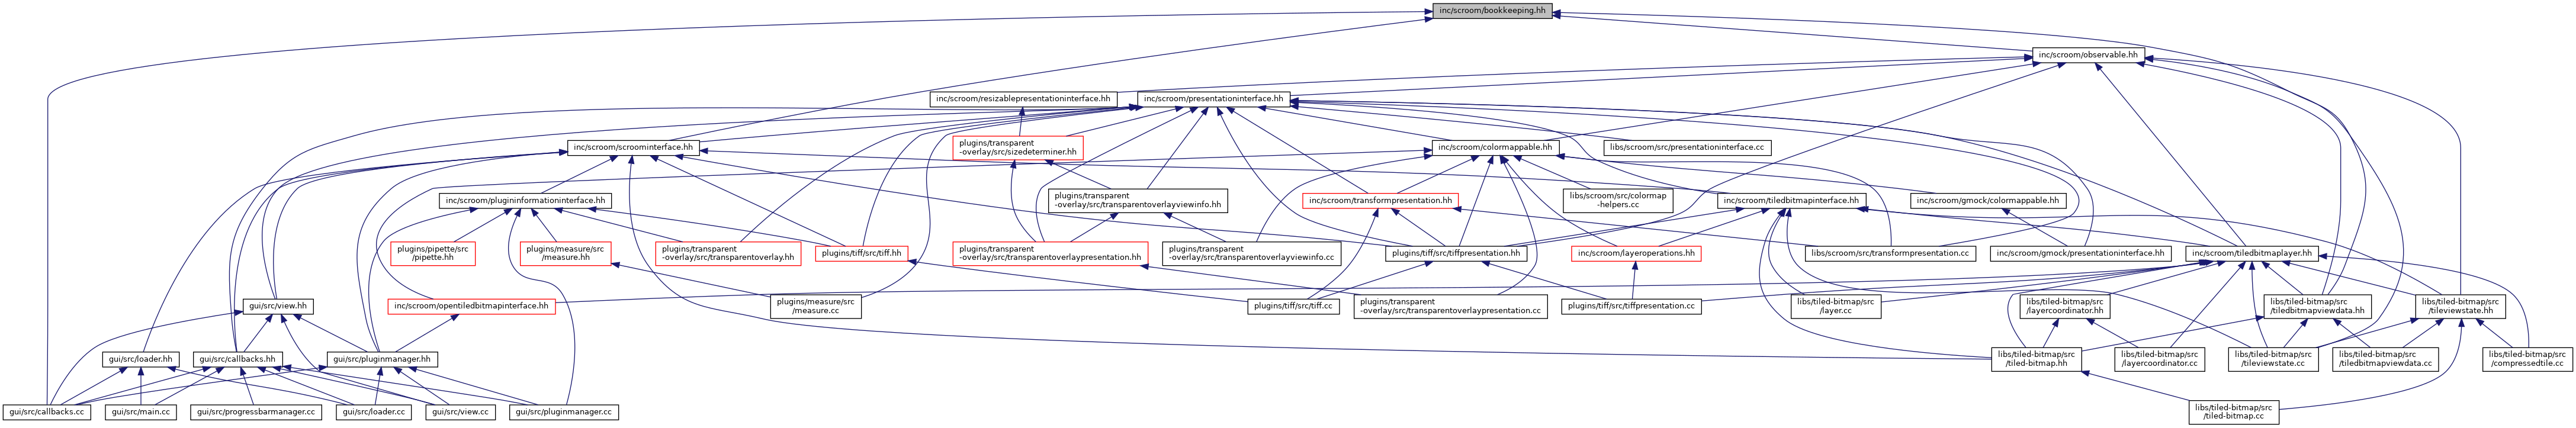 inc/scroom/bookkeeping.hh
inc/scroom/observable.hh
inc/scroom/resizablepresentationinterface.hh
inc/scroom/presentationinterface.hh
inc/scroom/scroominterface.hh
plugins/transparent
-overlay/src/sizedeterminer.hh
inc/scroom/colormappable.hh
libs/scroom/src/presentationinterface.cc
inc/scroom/plugininformationinterface.hh
plugins/transparent
-overlay/src/transparentoverlayviewinfo.hh
inc/scroom/transformpresentation.hh
libs/scroom/src/colormap
-helpers.cc
inc/scroom/tiledbitmapinterface.hh
inc/scroom/gmock/colormappable.hh
plugins/pipette/src
/pipette.hh
plugins/measure/src
/measure.hh
plugins/transparent
-overlay/src/transparentoverlay.hh
plugins/tiff/src/tiff.hh
plugins/transparent
-overlay/src/transparentoverlaypresentation.hh
plugins/transparent
-overlay/src/transparentoverlayviewinfo.cc
plugins/tiff/src/tiffpresentation.hh
inc/scroom/layeroperations.hh
libs/scroom/src/transformpresentation.cc
inc/scroom/gmock/presentationinterface.hh
inc/scroom/tiledbitmaplayer.hh
gui/src/view.hh
inc/scroom/opentiledbitmapinterface.hh
plugins/measure/src
/measure.cc
plugins/tiff/src/tiff.cc
plugins/transparent
-overlay/src/transparentoverlaypresentation.cc
plugins/tiff/src/tiffpresentation.cc
libs/tiled-bitmap/src
/layer.cc
libs/tiled-bitmap/src
/layercoordinator.hh
libs/tiled-bitmap/src
/tiledbitmapviewdata.hh
libs/tiled-bitmap/src
/tileviewstate.hh
gui/src/loader.hh
gui/src/callbacks.hh
gui/src/pluginmanager.hh
libs/tiled-bitmap/src
/tiled-bitmap.hh
libs/tiled-bitmap/src
/layercoordinator.cc
libs/tiled-bitmap/src
/tileviewstate.cc
libs/tiled-bitmap/src
/tiledbitmapviewdata.cc
libs/tiled-bitmap/src
/compressedtile.cc
gui/src/callbacks.cc
gui/src/main.cc
gui/src/progressbarmanager.cc
gui/src/loader.cc
gui/src/view.cc
gui/src/pluginmanager.cc
libs/tiled-bitmap/src
/tiled-bitmap.cc